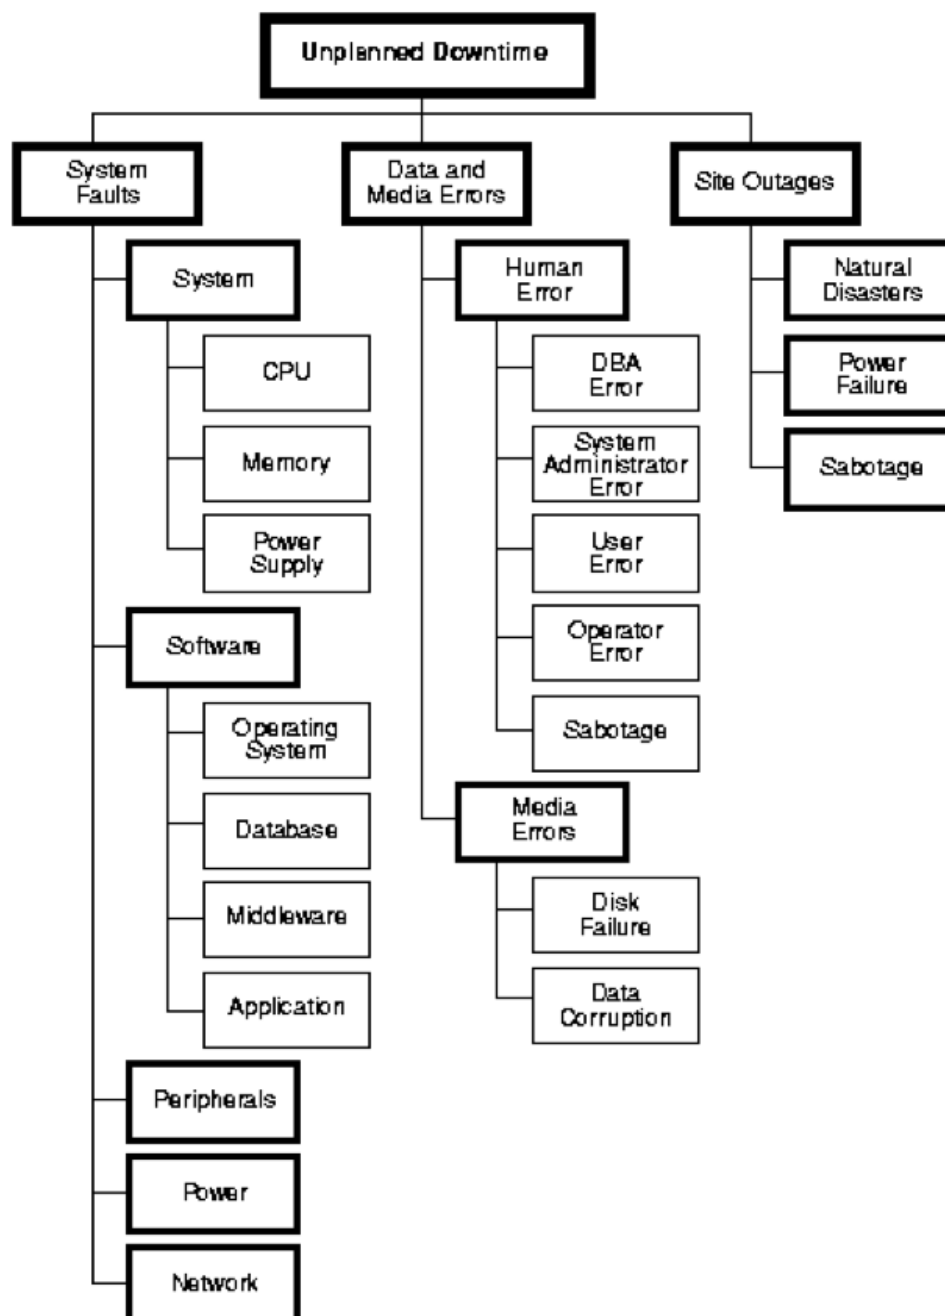 Unplanned Downtime
System
Faults
Data and
Media Errors
Site Outages
System
CPU
Memory
Power
Supply
Software
Operating
System
Database
Middleware
Application
Peripherals
Power
Network
Human
Error
DBA
Error
System
Administrator
Error
User
Error
Operator
Error
Sabotage
Media
Errors
Disk
Failure
Data
Corruption
Natural
Disasters
Power
Failure
Sabotage